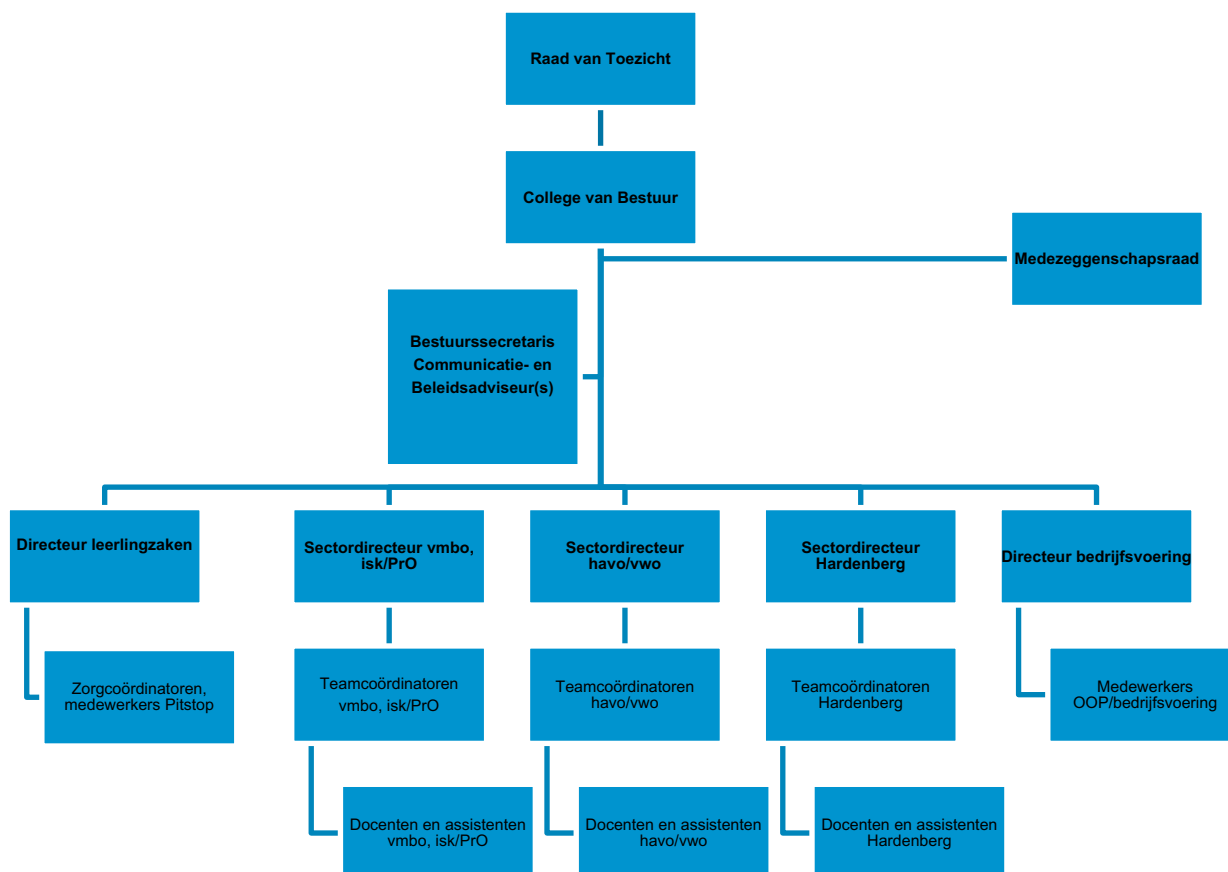 Raad van Toezicht
College van Bestuur
Medezeggenschapsraad
Bestuurssecretaris
Communicatie- en
Beleidsadviseur(s)
Directeur leerlingzaken
Sectordirecteur vmbo,
isk/PrO
Sectordirecteur
havo/vwo
Sectordirecteur
Hardenberg
Directeur bedrijfsvoering
Zorgcoördinatoren,
medewerkers Pitstop
Teamcoördinatoren
vmbo, isk/PrO
Teamcoördinatoren
havo/vwo
Teamcoördinatoren
Hardenberg
Medewerkers
OOP/bedrijfsvoering
Docenten en assistenten
vmbo, isk/PrO
Docenten en assistenten
havo/vwo
Docenten en assistenten
Hardenberg